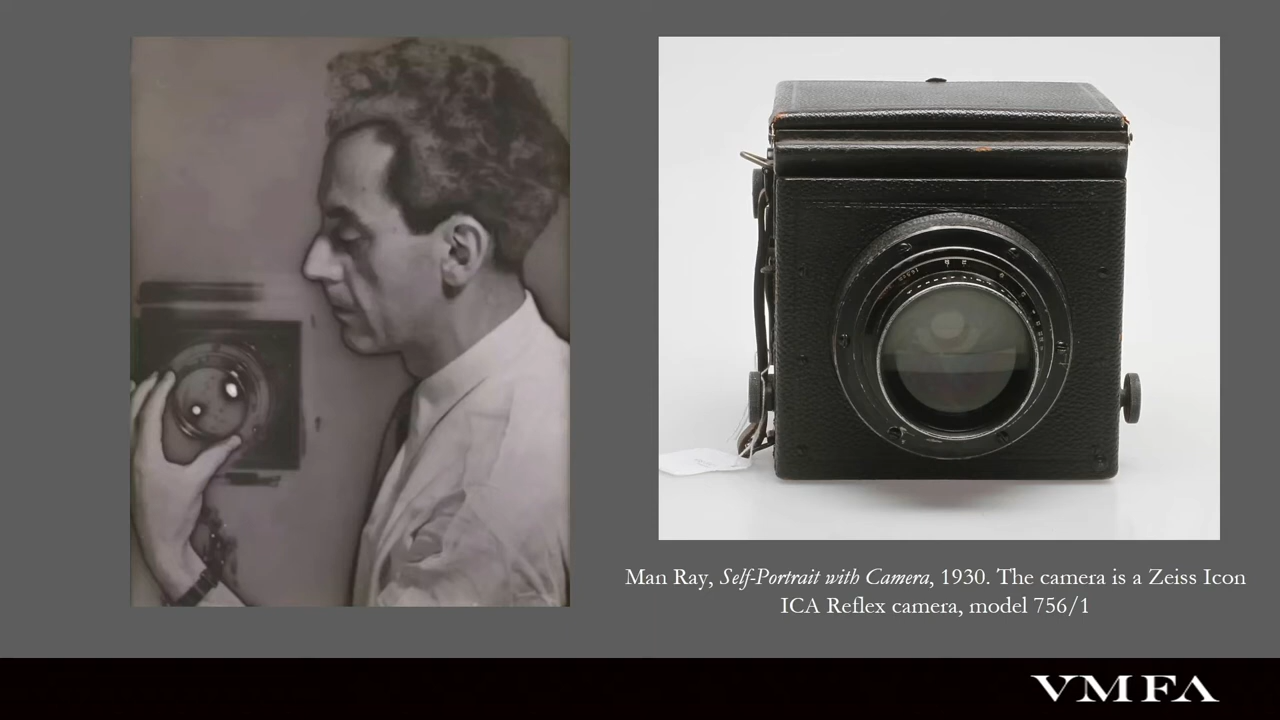 Man Ray, Self-Portrait with Camera, 1930. The camera is a Zeiss Icon
ICA Reflex camera, model 756/1
VMFA